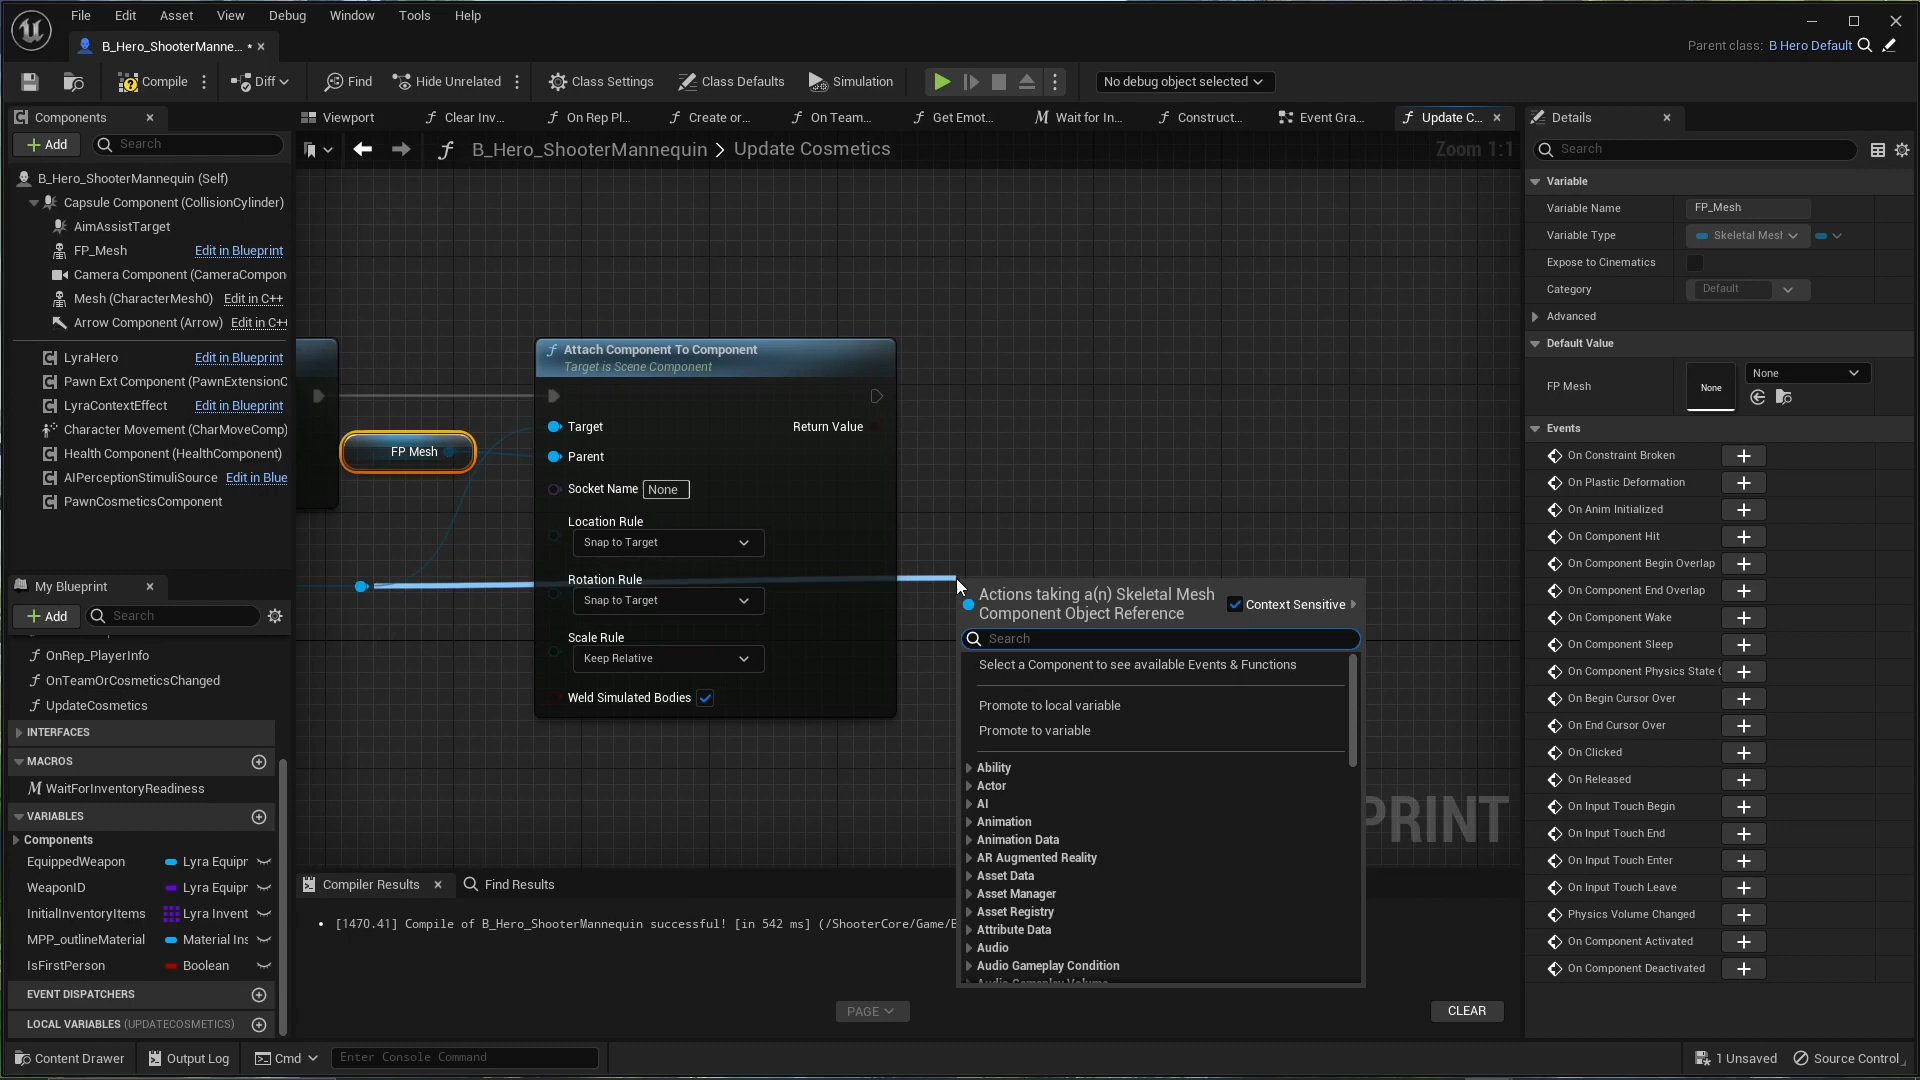 File Edit Asset View Debug Window Tools Help
B_Hero_ShooterManne... •
Parent class: B Hero Default
Compile Diff Find Hide Unrelated Class Settings Class Defaults Simulation No debug object selected
Components
Add Search
B_Hero_ShooterMannequin (Self)
Capsule Component (CollisionCylinder)
AimAssistTarget
FP_Mesh Edit in Blueprint
Camera Component (CameraCompon
Mesh (CharacterMesh0) Edit in C++
Arrow Component (Arrow) Edit in C++
LyraHero Edit in Blueprint
Pawn Ext Component (PawnExtensionC
LyraContextEffect Edit in Blueprint
Character Movement (CharMoveComp)
Health Component (HealthComponent)
AIPerceptionStimuliSource Edit in Blue
PawnCosmeticsComponent
My Blueprint
Add Search
OnRep_PlayerInfo
OnTeamOrCosmeticsChanged
UpdateCosmetics
INTERFACES
MACROS
WaitForInventoryReadiness
VARIABLES
Components
EquippedWeapon Lyra Equipr
WeaponID Lyra Equipr
InitialInventoryItems Lyra Invent
MPP_outlineMaterial Material Ins
IsFirstPerson Boolean
EVENT DISPATCHERS
LOCAL VARIABLES (UPDATECOSMETICS)
Viewport Clear Inv... On Rep Pl... Create or... On Team... Get Emot... Wait for In... Construct... Event Gra... Update C...
B_Hero_ShooterMannequin > Update Cosmetics
Zoom 1:1
FP Mesh
Attach Component To Component
Target is Scene Component
Target Return Value
Parent
Socket Name None
Location Rule
Snap to Target
Rotation Rule
Snap to Target
Scale Rule
Keep Relative
Weld Simulated Bodies
Actions taking a(n) Skeletal Mesh
Component Object Reference
Context Sensitive
Search
Select a Component to see available Events & Functions
Promote to local variable
Promote to variable
Ability
Actor
AI
Animation
Animation Data
AR Augmented Reality
Asset Data
Asset Manager
Asset Registry
Attribute Data
Audio
Audio Gameplay Condition
Audio Gameplay Volume
PRINT
Compiler Results Find Results
• [1470.41] Compile of B_Hero_ShooterMannequin successful! [in 542 ms] (/ShooterCore/Game/B
PAGE
CLEAR
Details
Search
Variable
Variable Name FP_Mesh
Variable Type Skeletal Mesh
Expose to Cinematics
Category Default
Advanced
Default Value
FP Mesh None None
Events
On Constraint Broken
On Plastic Deformation
On Anim Initialized
On Component Hit
On Component Begin Overlap
On Component End Overlap
On Component Wake
On Component Sleep
On Component Physics State C
On Begin Cursor Over
On End Cursor Over
On Clicked
On Released
On Input Touch Begin
On Input Touch End
On Input Touch Enter
On Input Touch Leave
Physics Volume Changed
On Component Activated
On Component Deactivated
Content Drawer Output Log Cmd Enter Console Command 1 Unsaved Source Control